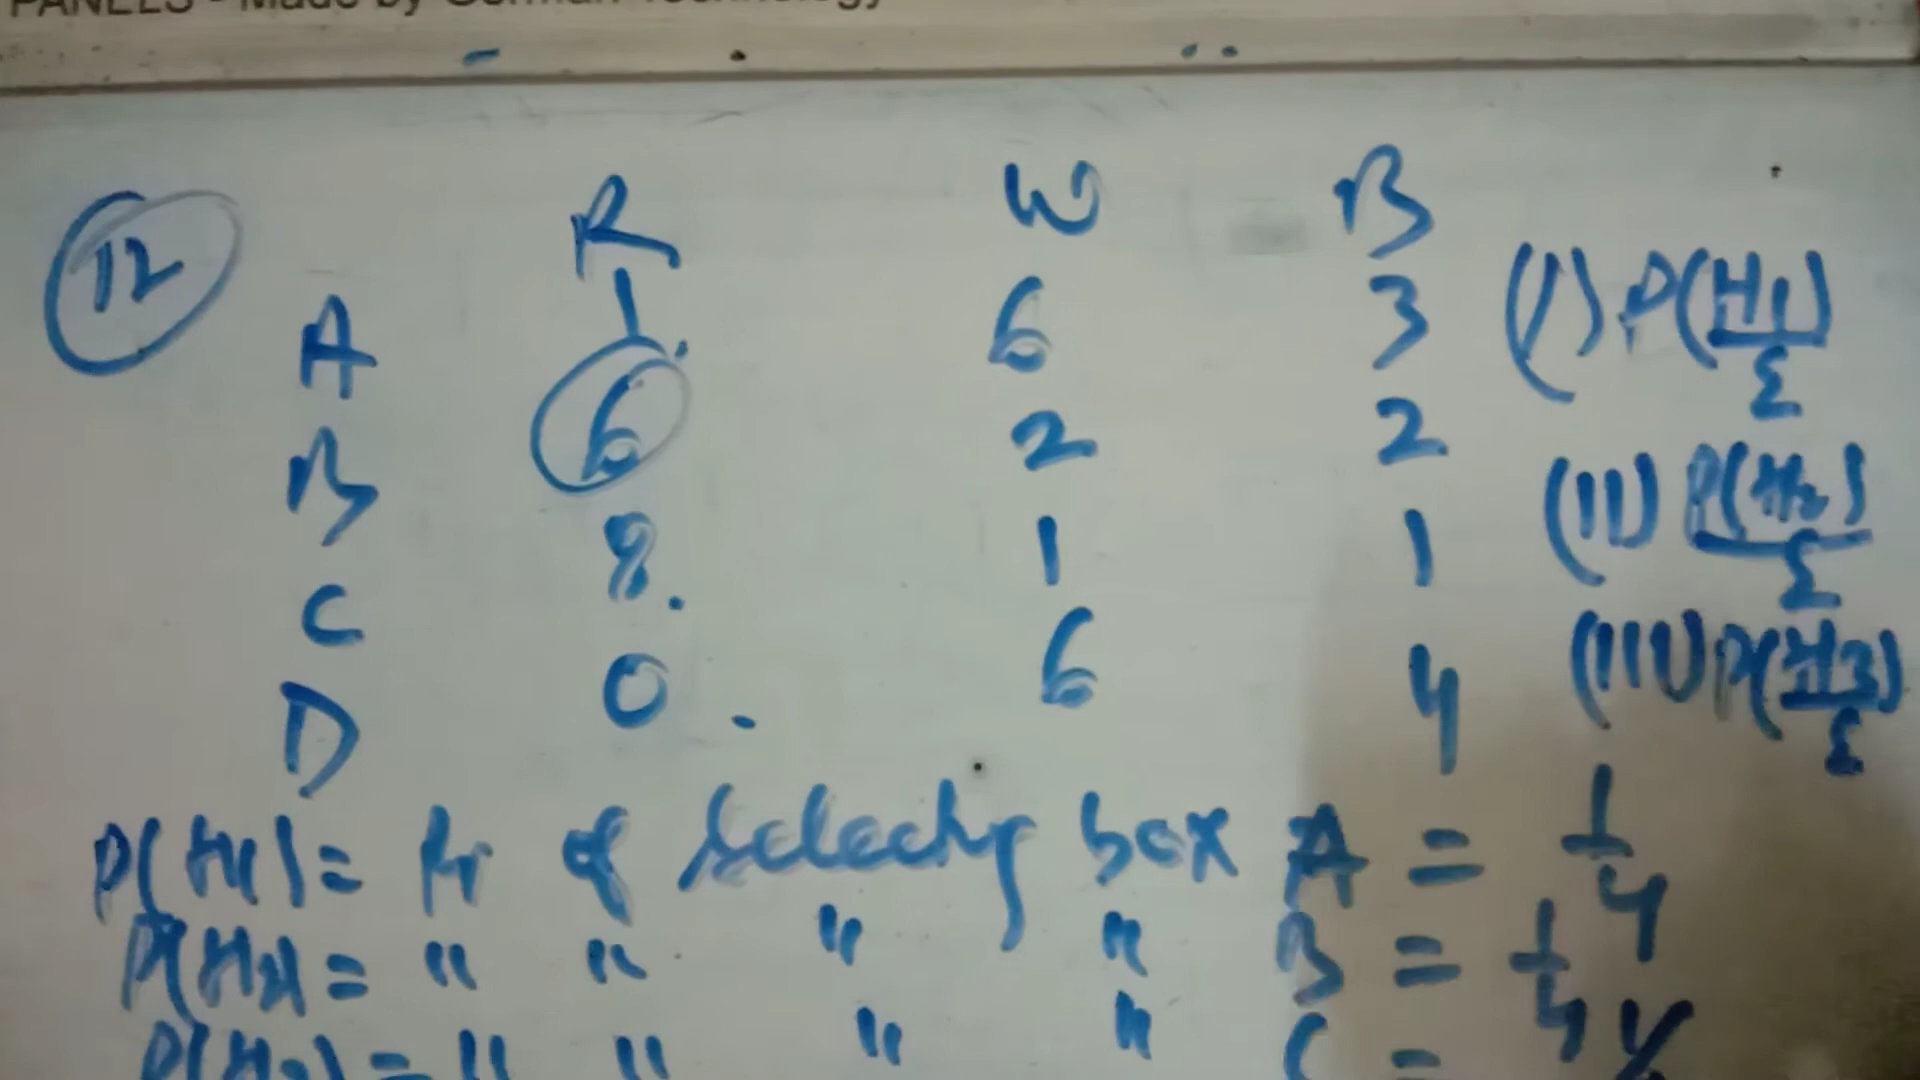 PANELS - Made by German Technology
12 R W B
A 1 6 3 (I) P(H1/E)
B 6 2 2 (II) P(H2/E)
C 8 1 1 (III) P(H3/E)
D 0 6 4
P(H1) = Pr of selecting box A = 1/4
P(H2) = " " " " B = 1/4
P(H3) = " " " " C =